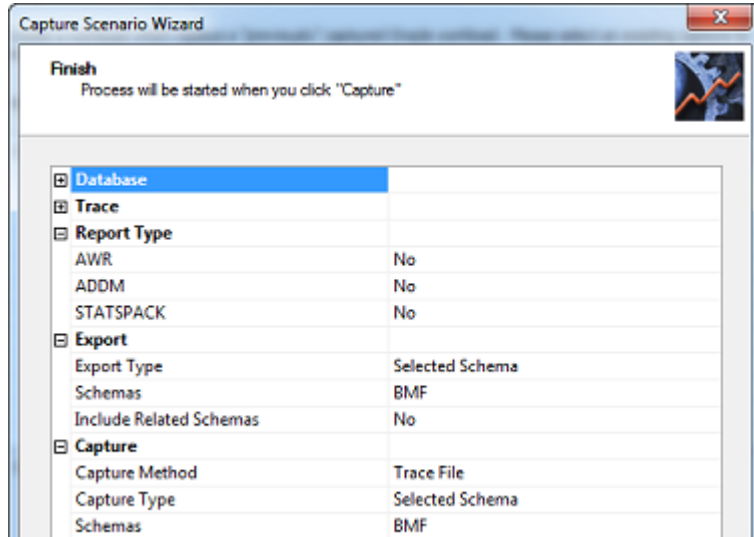 Capture Scenario Wizard
Finish
Process will be started when you click "Capture"
Database
Trace
Report Type
AWR No
ADDM No
STATSPACK No
Export
Export Type Selected Schema
Schemas BMF
Include Related Schemas No
Capture
Capture Method Trace File
Capture Type Selected Schema
Schemas BMF